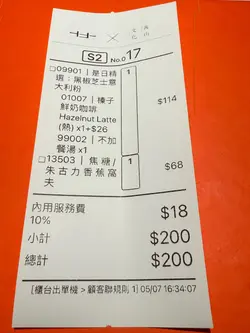 S2 No.017
□09901 | 是日精選：黑椒芝士意大利粉
1
$114
01007 | 榛子鮮奶咖啡
Hazelnut Latte
(熱) x1+$26
99002 | 不加餐湯 x1
□13503 | 焦糖/朱古力香蕉窩夫
1
$68
內用服務費
10%
$18
小計
$200
總計
$200
[櫃台出單機 > 顧客聯規則 1] 05/07 16:34:07